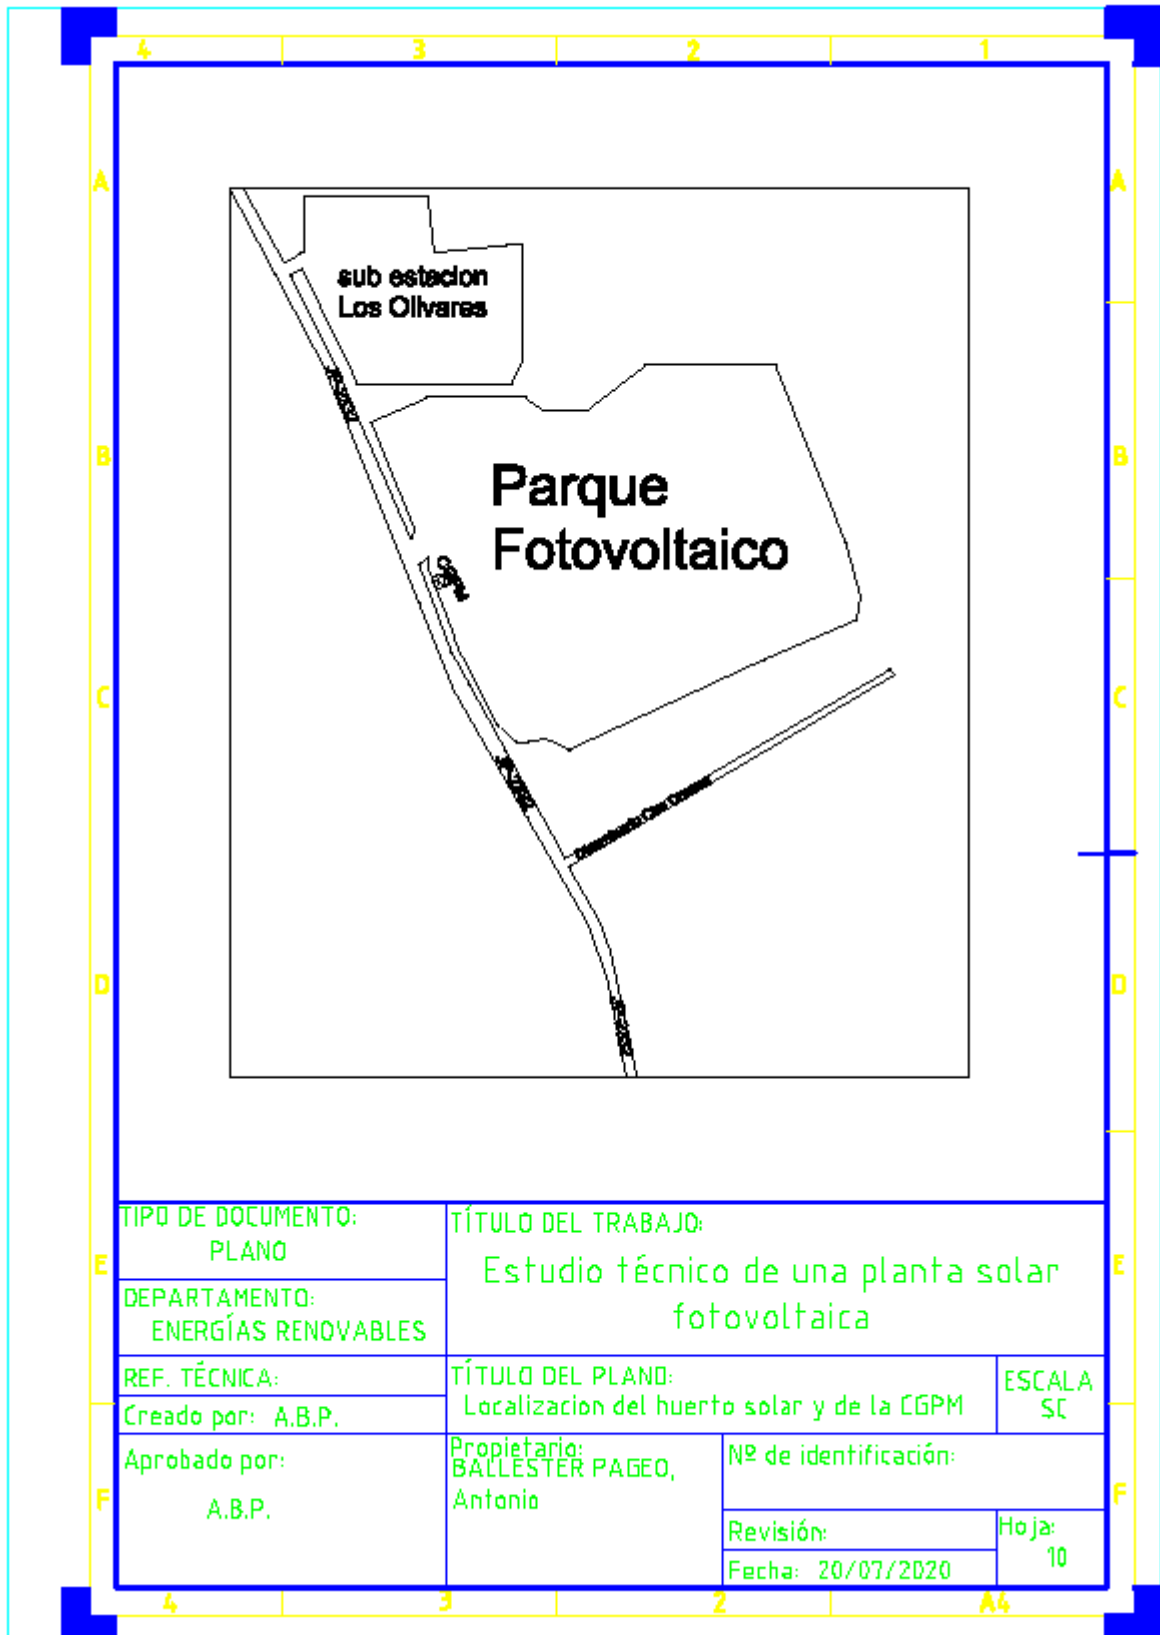 4 3 2 1
A A
sub estacion
Los Olivares
B B
Parque
Fotovoltaico
CGPM
C C
D D
TIPO DE DOCUMENTO:
PLANO
TÍTULO DEL TRABAJO:
Estudio técnico de una planta solar
fotovoltaica
E E
DEPARTAMENTO:
ENERGÍAS RENOVABLES
REF. TÉCNICA:
TÍTULO DEL PLANO:
Localizacion del huerto solar y de la CGPM
ESCALA
SC
Creado por: A.B.P.
Aprobado por:
A.B.P.
Propietario:
BALLESTER PAGEO,
Antonio
Nº de identificación:
F F
Revisión:
Fecha: 20/07/2020
Hoja:
10
4 3 2 A4